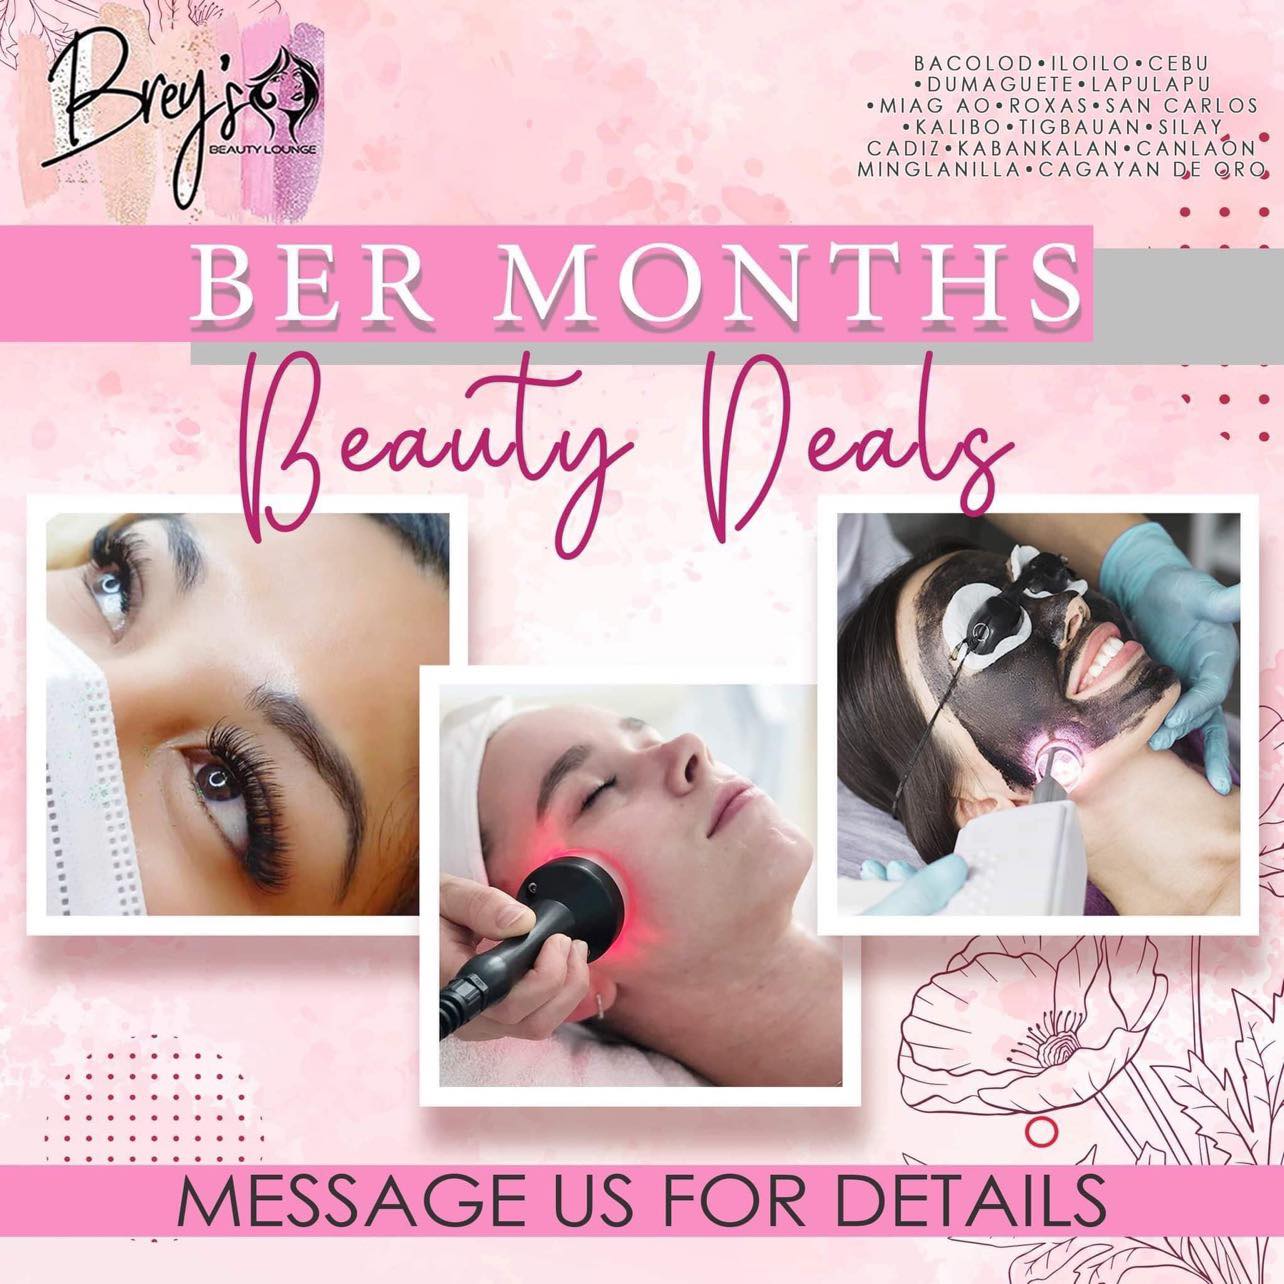 Brey's
BEAUTY LOUNGE
BACOLOD•ILOILO•CEBU
•DUMAGUETE•LAPULAPU
•MIAG AO•ROXAS•SAN CARLOS
•KALIBO•TIGBAUAN•SILAY
CADIZ•KABANKALAN•CANLAON
MINGLANILLA•CAGAYAN DE ORO
BER MONTHS
Beauty Deals
MESSAGE US FOR DETAILS